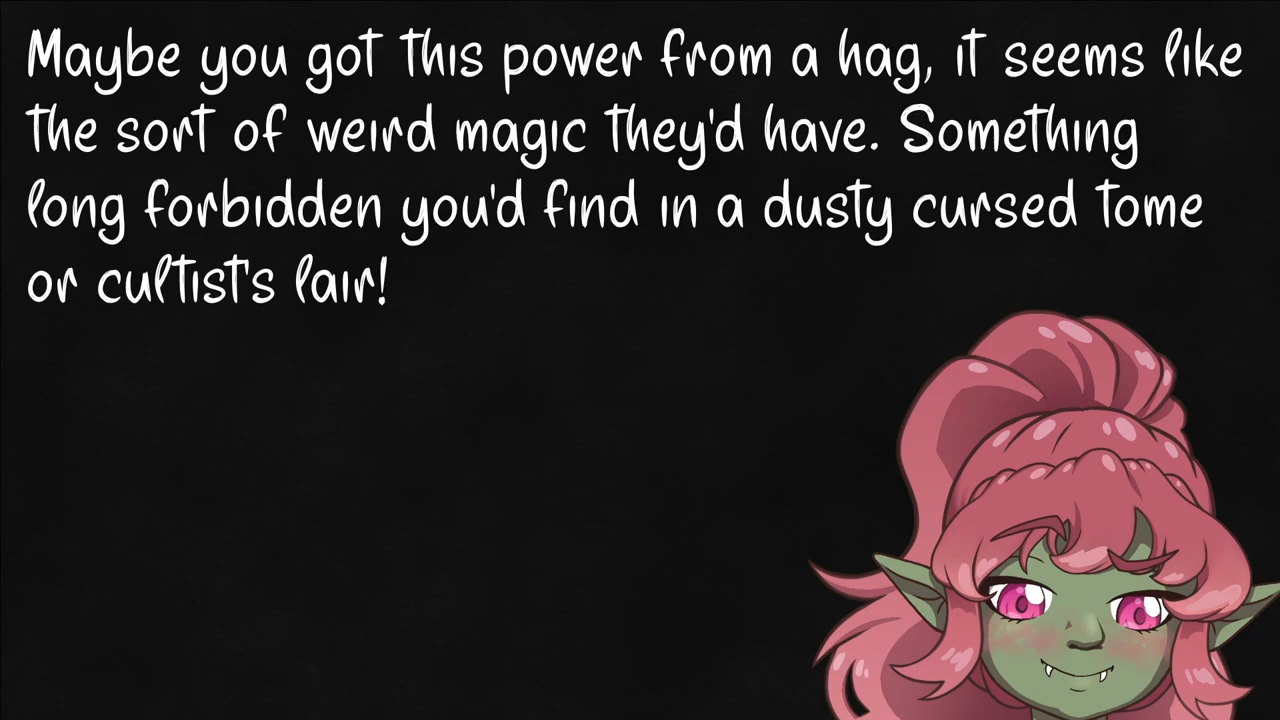 Maybe you got this power from a hag, it seems like
the sort of weird magic they'd have. Something
long forbidden you'd find in a dusty cursed tome
or cultist's lair!